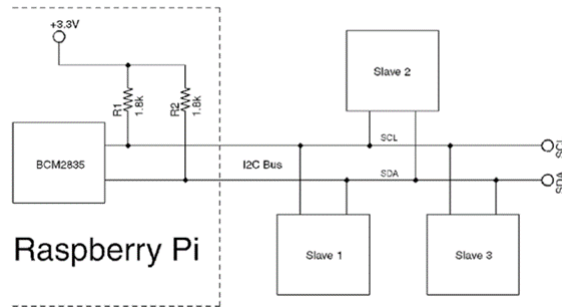 +3.3V
R1
1.8k
R2
1.8k
Slave 2
BCM2835
SCL
SCL
I2C Bus
SDA
SDA
Raspberry Pi
Slave 1
Slave 3